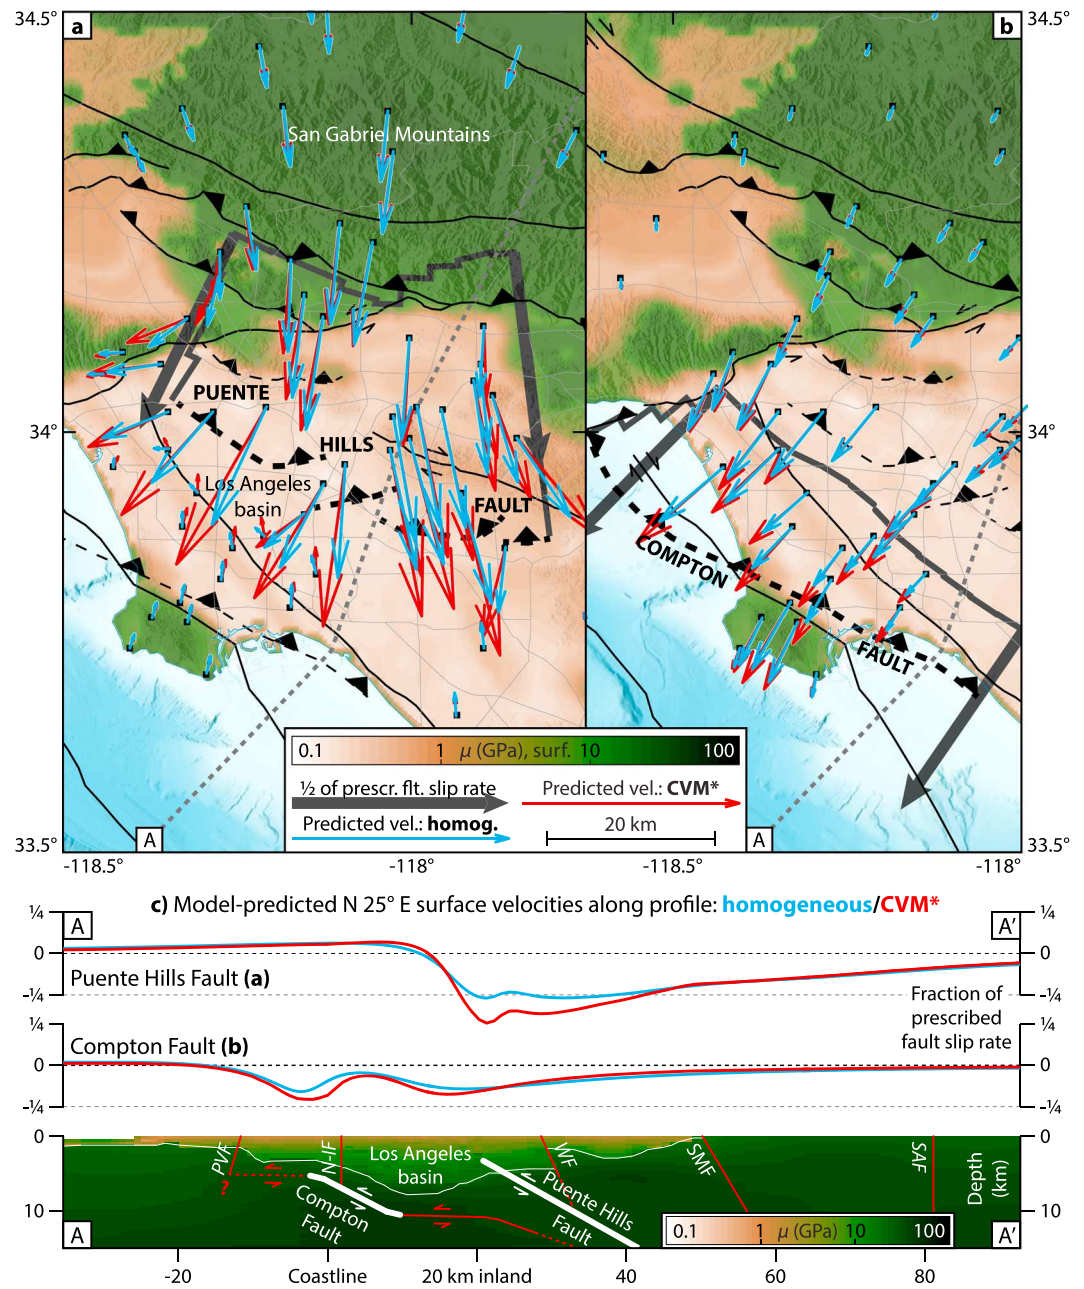 34.5°
a
b
34.5°
San Gabriel Mountains
PUENTE
HILLS
FAULT
Los Angeles
basin
34°
34°
COMPTON
FAULT
0.1
1
μ (GPa), surf.
10
100
½ of prescr. flt. slip rate
Predicted vel.: CVM*
Predicted vel.: homog.
20 km
A
A
33.5°
33.5°
-118.5°
-118°
-118.5°
-118°
c) Model-predicted N 25° E surface velocities along profile: homogeneous/CVM*
¼
A
A′
¼
0
0
Puente Hills Fault (a)
-¼
-¼
Fraction of
prescribed
fault slip rate
¼
¼
Compton Fault (b)
0
0
-¼
-¼
0
0
PVF
N-IF
Los Angeles
basin
WF
SMF
SAF
Depth
(km)
?
Compton
Fault
Puente Hills
Fault
10
10
0.1
1
μ (GPa)
10
100
A
A′
-20
Coastline
20 km inland
40
60
80